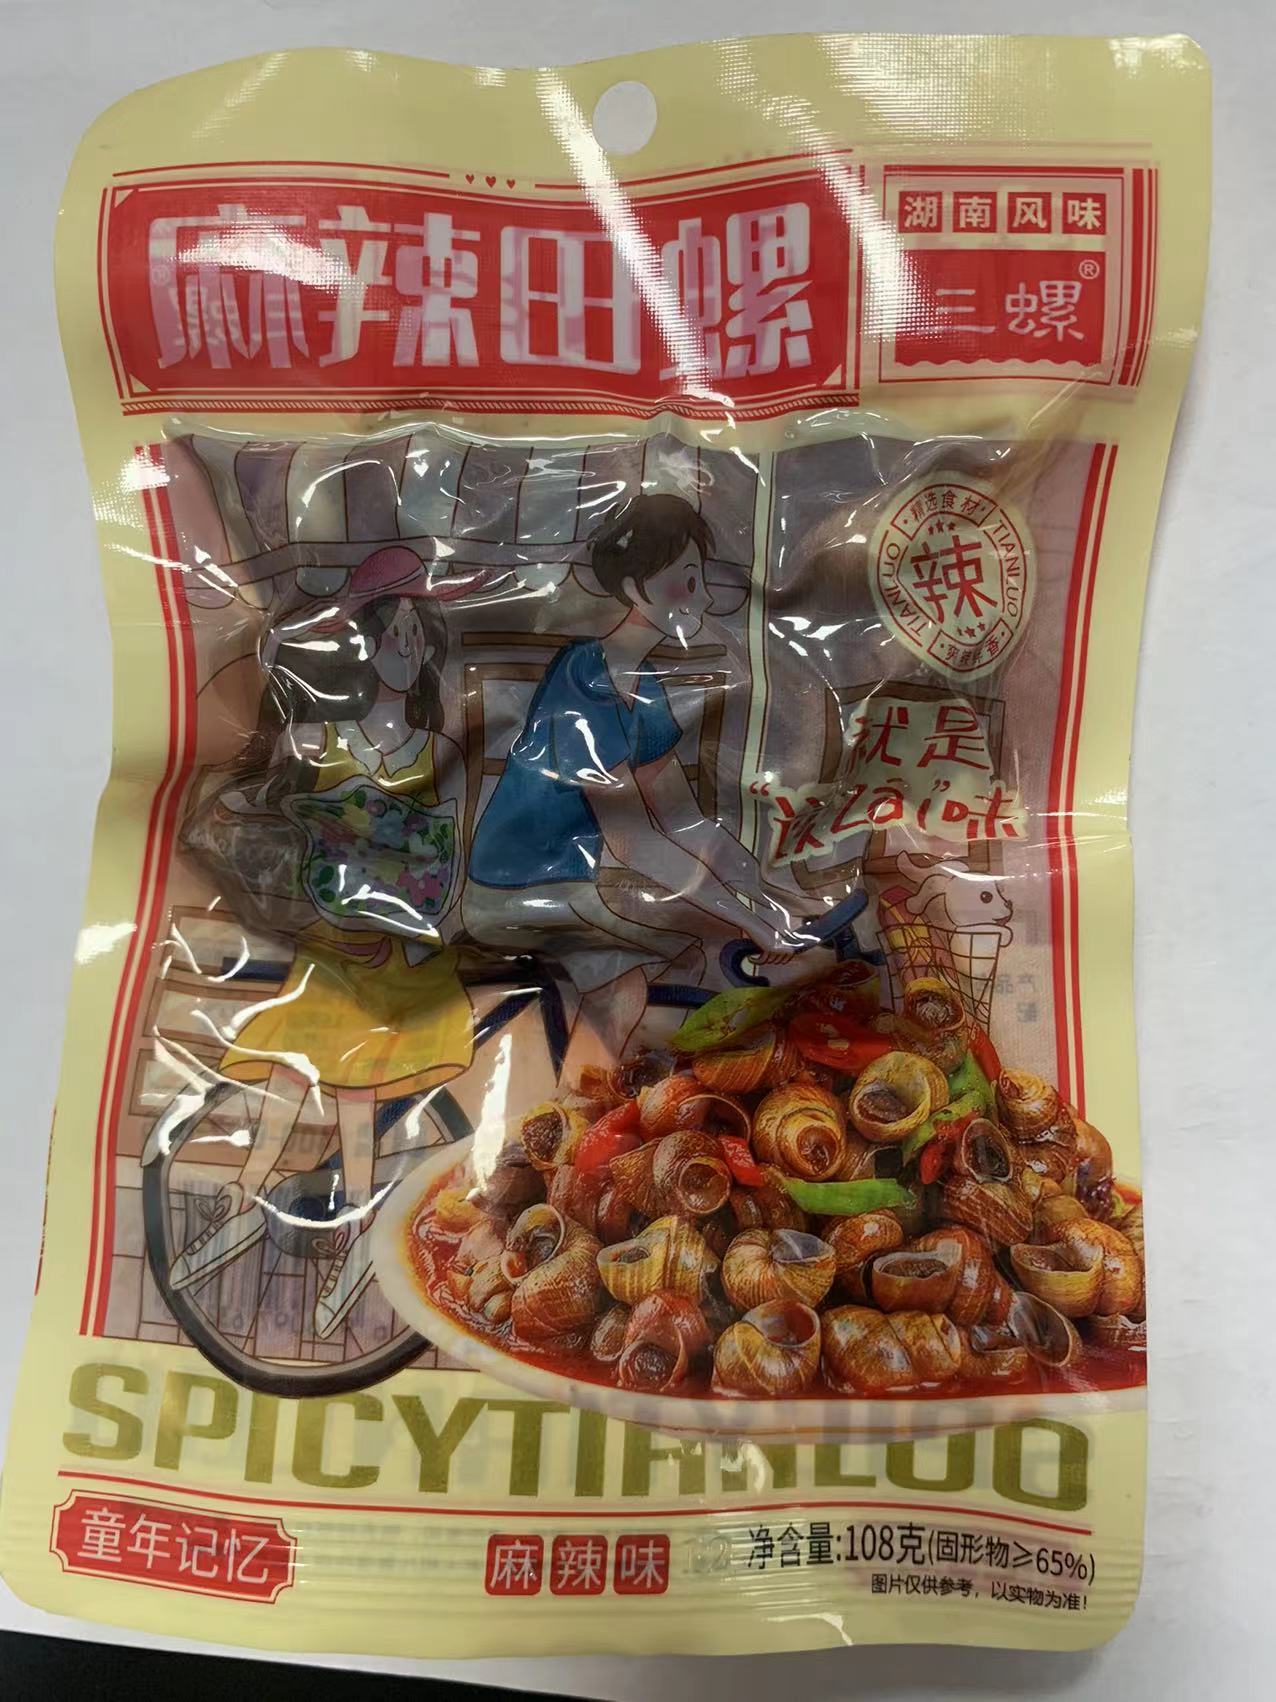 麻辣田螺
湖南风味
三螺®
·精选食材·
TIANLUO
辣
TIANLUO
就是
“该zāi”味
SPICYTIANLUO
童年记忆
麻辣味
净含量:108克(固形物≥65%)
图片仅供参考，以实物为准!